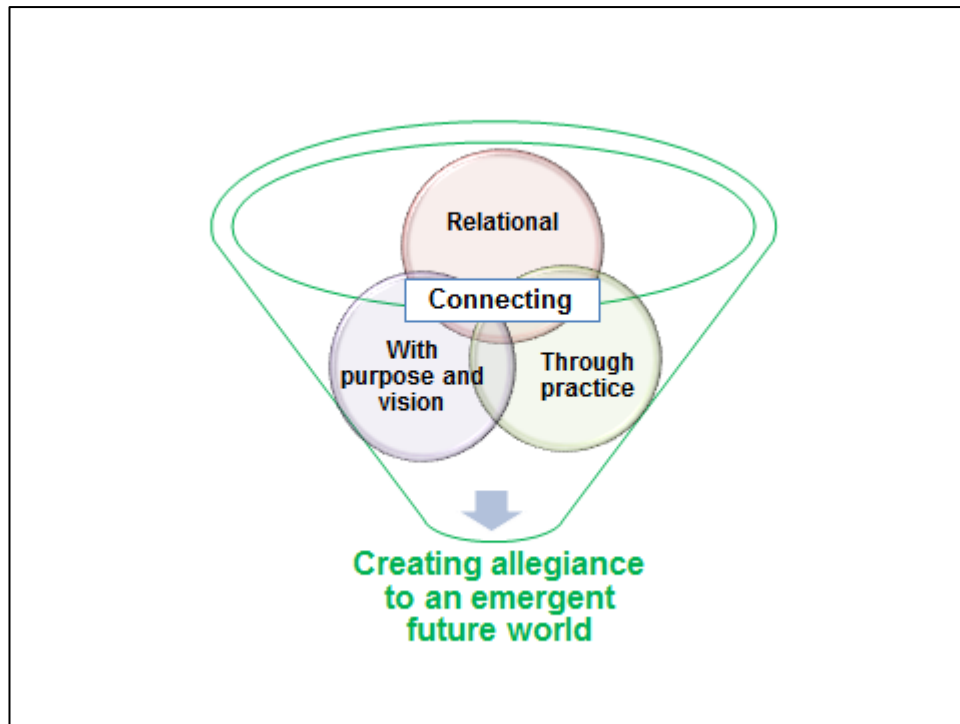 Relational
Connecting
With
purpose and
vision
Through
practice
Creating allegiance
to an emergent
future world